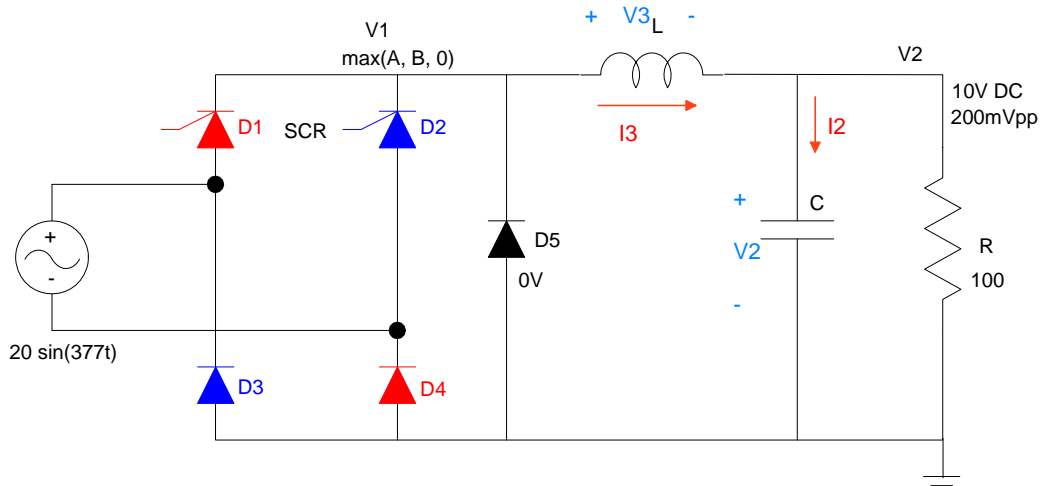 + V3 -
L
V1
max(A, B, 0)
V2
10V DC
200mVpp
D1
SCR
D2
I3
I2
+
-
20 sin(377t)
D5
0V
+
V2
-
C
R
100
D3
D4